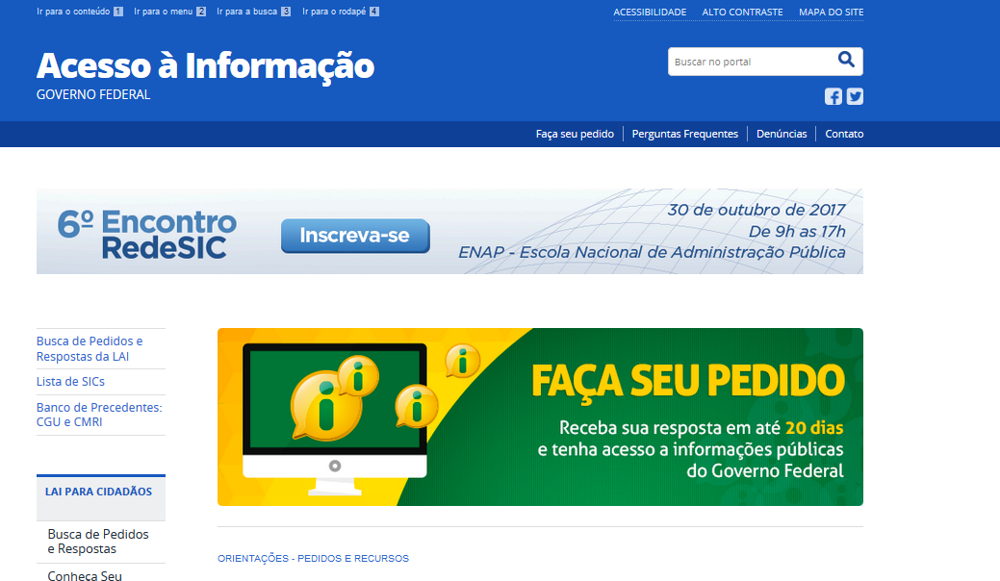 Ir para o conteúdo 1 Ir para o menu 2 Ir para a busca 3 Ir para o rodapé 4
ACESSIBILIDADE ALTO CONTRASTE MAPA DO SITE
Acesso à Informação
GOVERNO FEDERAL
Buscar no portal
Faça seu pedido Perguntas Frequentes Denúncias Contato
6º Encontro
RedeSIC
Inscreva-se
30 de outubro de 2017
De 9h as 17h
ENAP - Escola Nacional de Administração Pública
Busca de Pedidos e
Respostas da LAI
Lista de SICs
Banco de Precedentes:
CGU e CMRI
LAI PARA CIDADÃOS
Busca de Pedidos
e Respostas
Conheça Seu
FAÇA SEU PEDIDO
Receba sua resposta em até 20 dias
e tenha acesso a informações públicas
do Governo Federal
ORIENTAÇÕES - PEDIDOS E RECURSOS